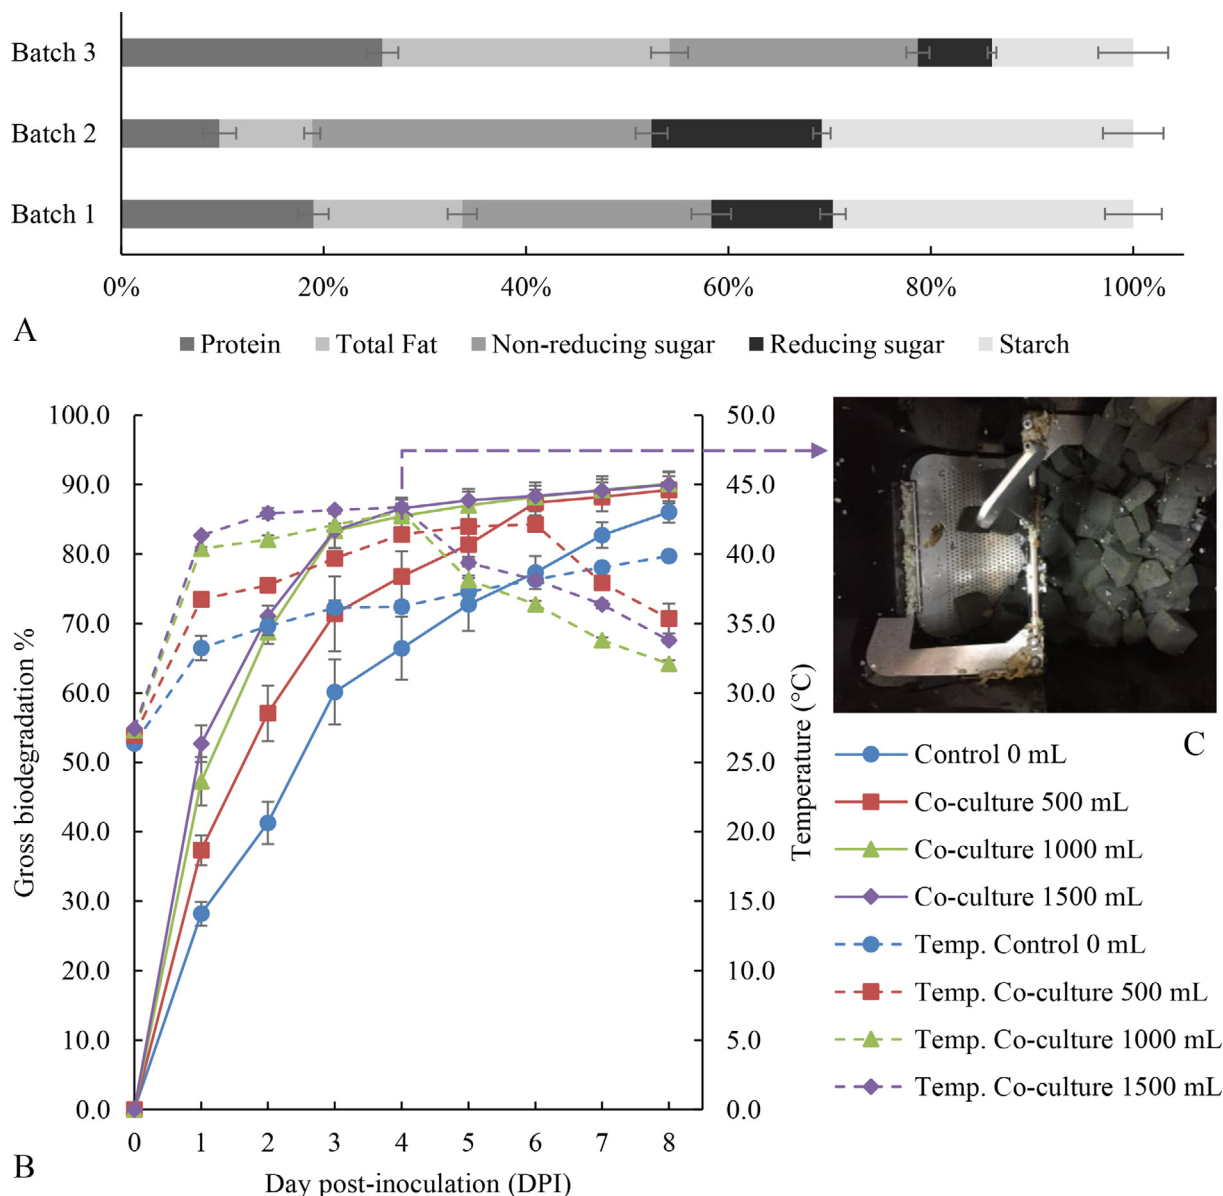 Batch 3
Batch 2
Batch 1
0% 20% 40% 60% 80% 100%
A
Protein Total Fat Non-reducing sugar Reducing sugar Starch
100.0
90.0
80.0
70.0
60.0
50.0
40.0
30.0
20.0
10.0
0.0
Gross biodegradation %
50.0
45.0
40.0
35.0
30.0
25.0
20.0
15.0
10.0
5.0
0.0
Temperature (°C)
0 1 2 3 4 5 6 7 8
Day post-inoculation (DPI)
B
C
Control 0 mL
Co-culture 500 mL
Co-culture 1000 mL
Co-culture 1500 mL
Temp. Control 0 mL
Temp. Co-culture 500 mL
Temp. Co-culture 1000 mL
Temp. Co-culture 1500 mL